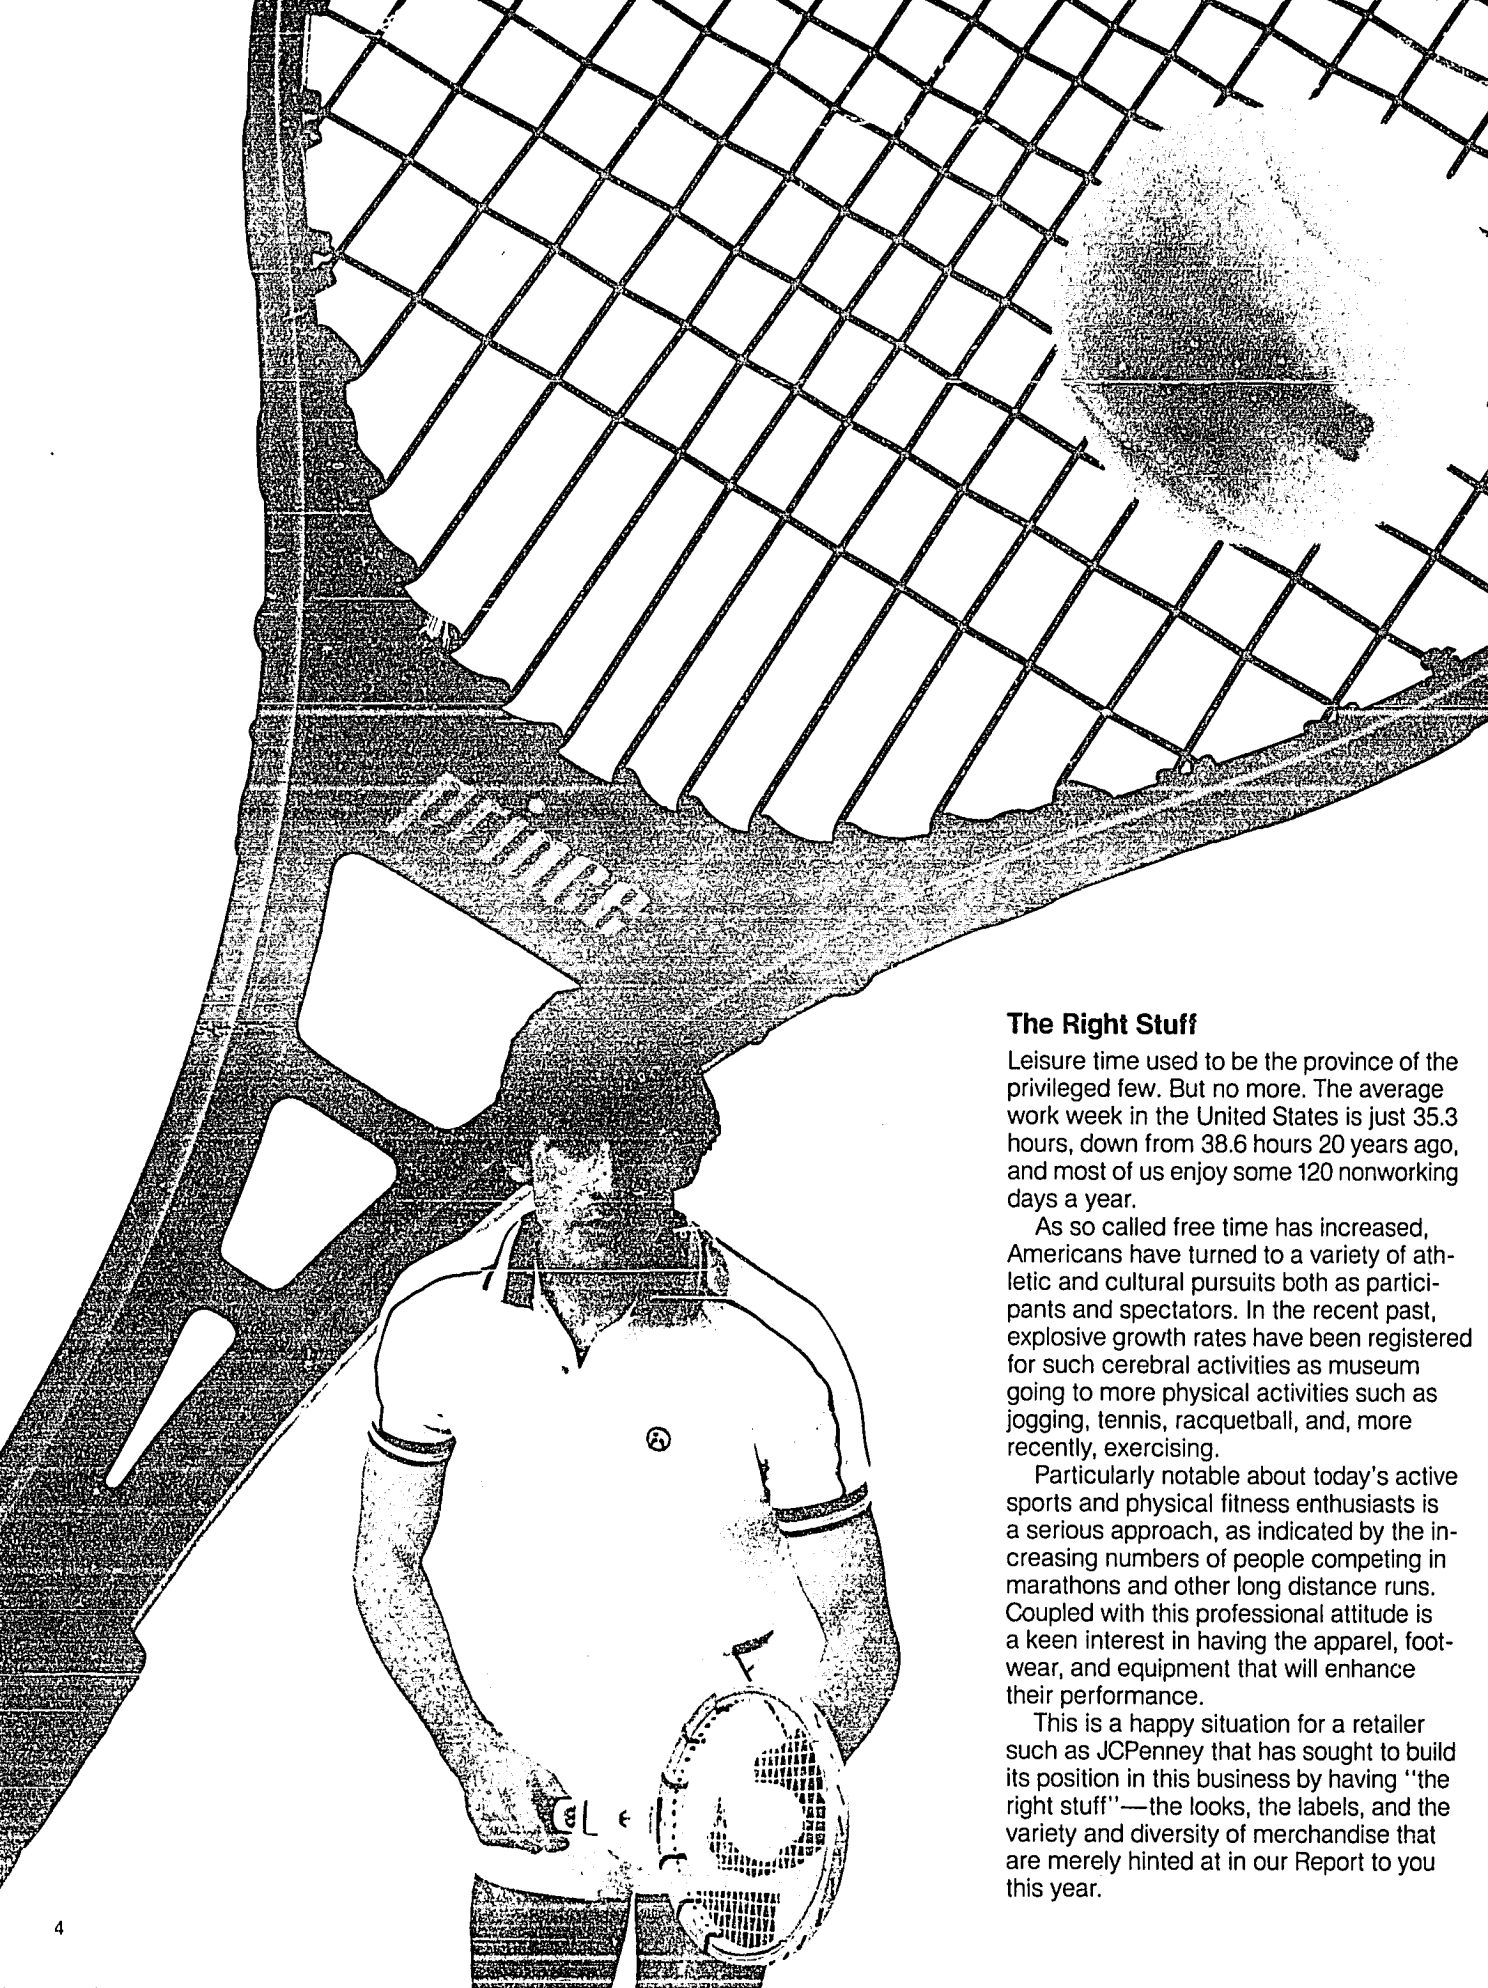 prince
The Right Stuff
Leisure time used to be the province of the
privileged few. But no more. The average
work week in the United States is just 35.3
hours, down from 38.6 hours 20 years ago,
and most of us enjoy some 120 nonworking
days a year.
As so called free time has increased,
Americans have turned to a variety of ath-
letic and cultural pursuits both as partici-
pants and spectators. In the recent past,
explosive growth rates have been registered
for such cerebral activities as museum
going to more physical activities such as
jogging, tennis, racquetball, and, more
recently, exercising.
Particularly notable about today's active
sports and physical fitness enthusiasts is
a serious approach, as indicated by the in-
creasing numbers of people competing in
marathons and other long distance runs.
Coupled with this professional attitude is
a keen interest in having the apparel, foot-
wear, and equipment that will enhance
their performance.
This is a happy situation for a retailer
such as JCPenney that has sought to build
its position in this business by having "the
right stuff"—the looks, the labels, and the
variety and diversity of merchandise that
are merely hinted at in our Report to you
this year.
4